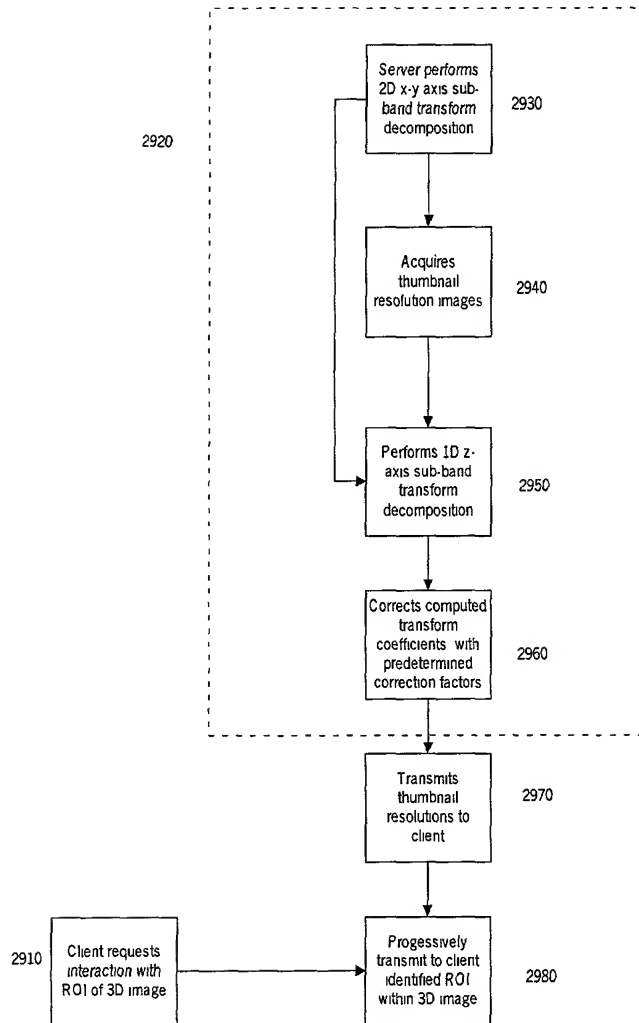 2920
Server performs
2D x-y axis sub-
band transform
decomposition
2930
Acquires
thumbnail
resolution images
2940
Performs 1D z-
axis sub-band
transform
decomposition
2950
Corrects computed
transform
coefficients with
predetermined
correction factors
2960
Transmits
thumbnail
resolutions to
client
2970
2910
Client requests
interaction with
ROI of 3D image
Progessively
transmit to client
identified ROI
within 3D image
2980